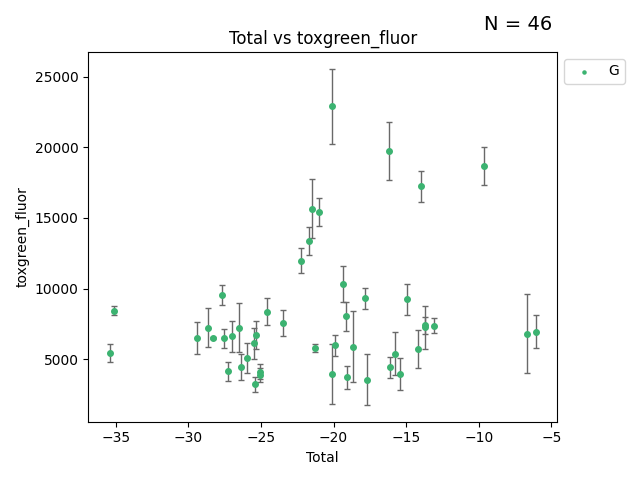 N = 46
Total vs toxgreen_fluor
G
25000
20000
15000
10000
5000
toxgreen_fluor
−35 −30 −25 −20 −15 −10 −5
Total